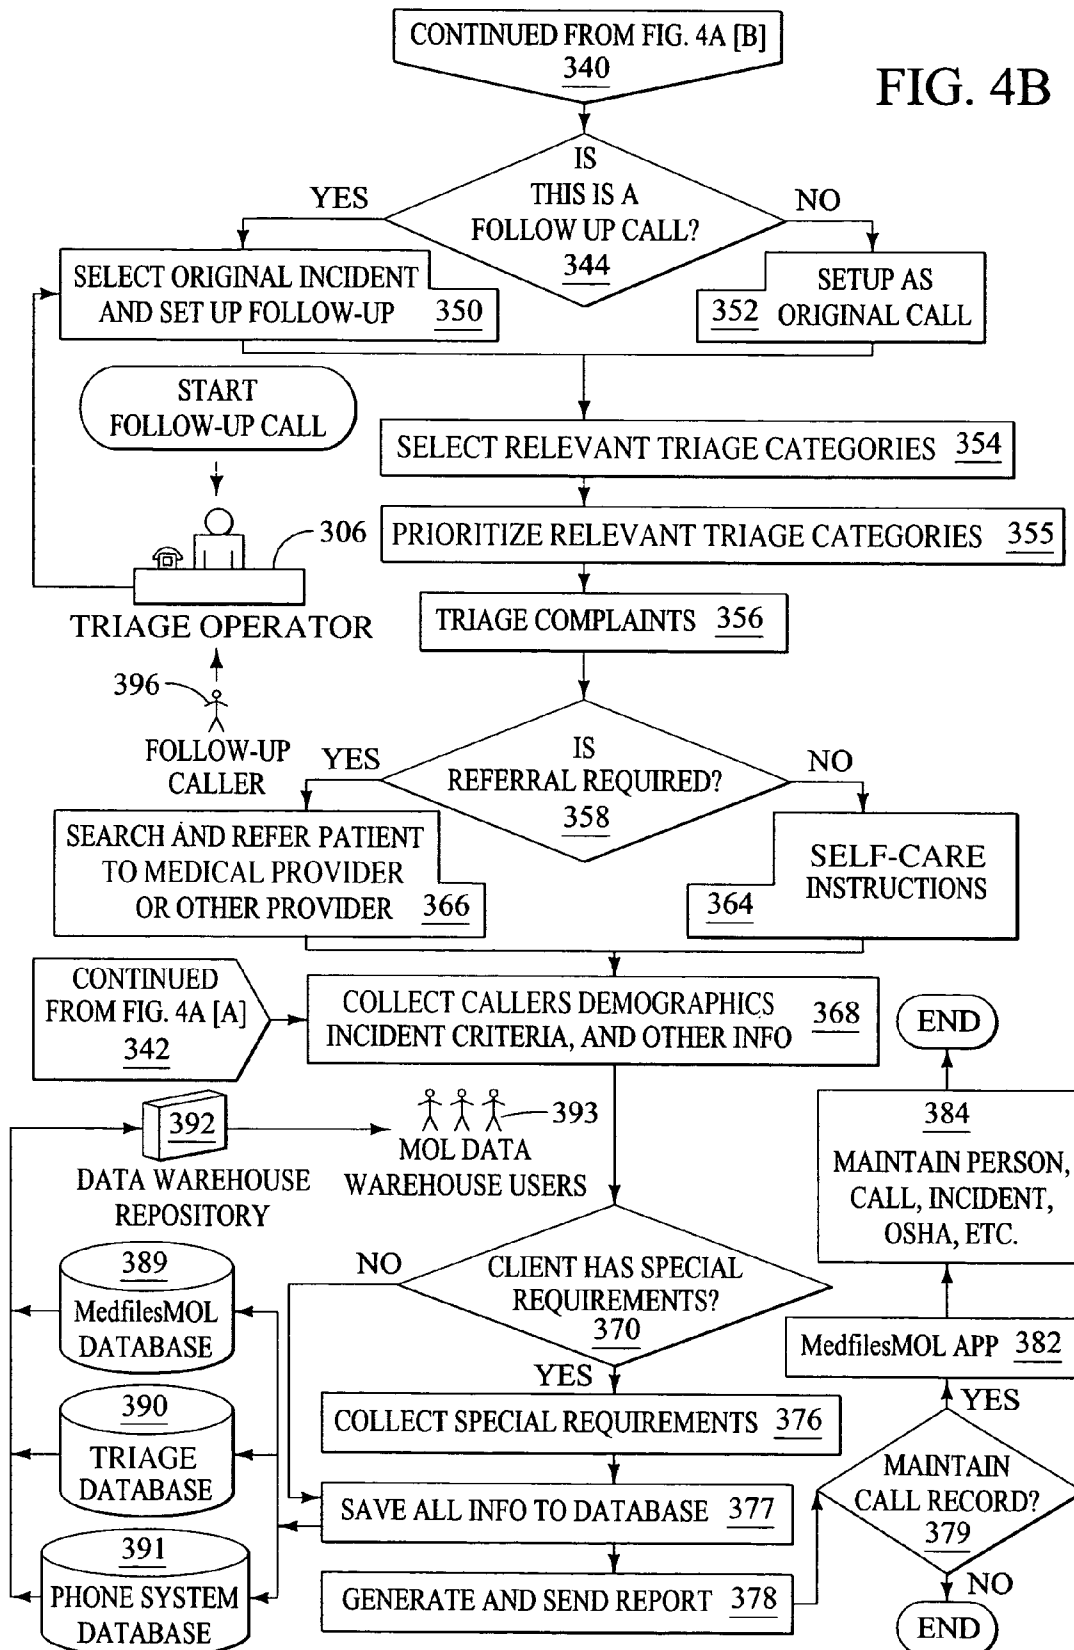 CONTINUED FROM FIG. 4A [B]
340
FIG. 4B
IS
THIS IS A
FOLLOW UP CALL?
344
YES
NO
SELECT ORIGINAL INCIDENT
AND SET UP FOLLOW-UP
350
SETUP AS
352 ORIGINAL CALL
START
FOLLOW-UP CALL
SELECT RELEVANT TRIAGE CATEGORIES 354
PRIORITIZE RELEVANT TRIAGE CATEGORIES 355
306
TRIAGE OPERATOR
TRIAGE COMPLAINTS 356
396
FOLLOW-UP
CALLER
YES
IS
REFERRAL REQUIRED?
358
NO
SEARCH AND REFER PATIENT
TO MEDICAL PROVIDER
OR OTHER PROVIDER 366
SELF-CARE
INSTRUCTIONS
364
CONTINUED
FROM FIG. 4A [A]
342
COLLECT CALLERS DEMOGRAPHICS
INCIDENT CRITERIA, AND OTHER INFO 368
END
392
DATA WAREHOUSE
REPOSITORY
393
MOL DATA
WAREHOUSE USERS
384
MAINTAIN PERSON,
CALL, INCIDENT,
OSHA, ETC.
389
MedfilesMOL
DATABASE
NO
CLIENT HAS SPECIAL
REQUIREMENTS?
370
YES
MedfilesMOL APP 382
YES
390
TRIAGE
DATABASE
COLLECT SPECIAL REQUIREMENTS 376
MAINTAIN
CALL RECORD?
379
SAVE ALL INFO TO DATABASE 377
391
PHONE SYSTEM
DATABASE
GENERATE AND SEND REPORT 378
NO
END